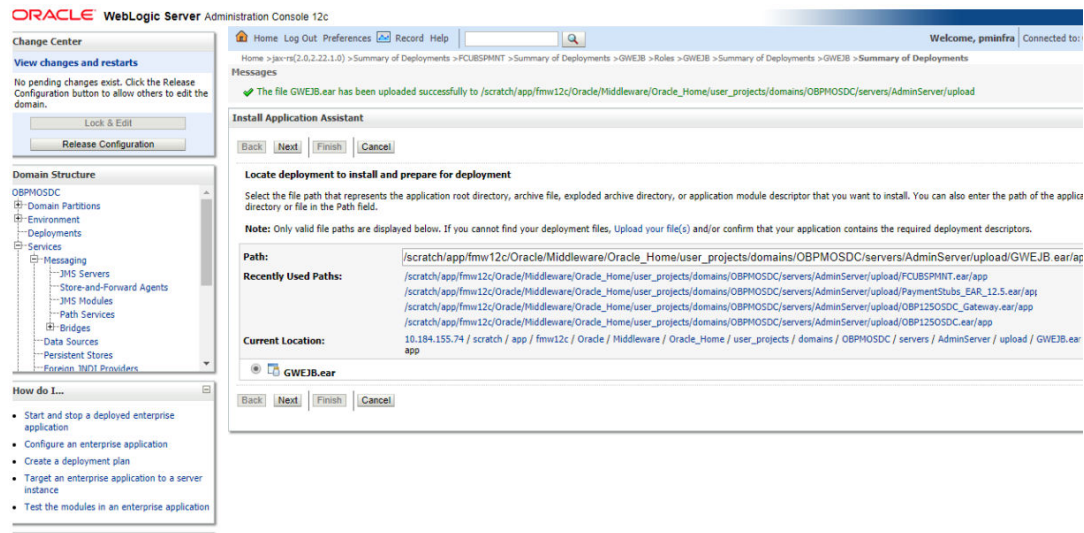 ORACLE WebLogic Server Administration Console 12c
Change Center
View changes and restarts
No pending changes exist. Click the Release
Configuration button to allow others to edit the
domain.
Lock & Edit
Release Configuration
Domain Structure
OBPMOSDC
Domain Partitions
Environment
Deployments
Services
Messaging
JMS Servers
Store-and-Forward Agents
JMS Modules
Path Services
Bridges
Data Sources
Persistent Stores
Foreign JNDI Providers
How do I...
Start and stop a deployed enterprise
application
Configure an enterprise application
Create a deployment plan
Target an enterprise application to a server
instance
Test the modules in an enterprise application
Home Log Out Preferences Record Help
Welcome, pminfra Connected to:
Home >jax-rs(2.0,2.22.1.0) >Summary of Deployments >FCUBSPMNT >Summary of Deployments >GWEJB >Roles >GWEJB >Summary of Deployments >GWEJB >Summary of Deployments
Messages
The file GWEJB.ear has been uploaded successfully to /scratch/app/fmw12c/Oracle/Middleware/Oracle_Home/user_projects/domains/OBPMOSDC/servers/AdminServer/upload
Install Application Assistant
Back Next Finish Cancel
Locate deployment to install and prepare for deployment
Select the file path that represents the application root directory, archive file, exploded archive directory, or application module descriptor that you want to install. You can also enter the path of the applica
directory or file in the Path field.
Note: Only valid file paths are displayed below. If you cannot find your deployment files, Upload your file(s) and/or confirm that your application contains the required deployment descriptors.
Path: /scratch/app/fmw12c/Oracle/Middleware/Oracle_Home/user_projects/domains/OBPMOSDC/servers/AdminServer/upload/GWEJB.ear/ap
Recently Used Paths: /scratch/app/fmw12c/Oracle/Middleware/Oracle_Home/user_projects/domains/OBPMOSDC/servers/AdminServer/upload/FCUBSPMNT.ear/app
/scratch/app/fmw12c/Oracle/Middleware/Oracle_Home/user_projects/domains/OBPMOSDC/servers/AdminServer/upload/PaymentStubs_EAR_12.5.ear/app
/scratch/app/fmw12c/Oracle/Middleware/Oracle_Home/user_projects/domains/OBPMOSDC/servers/AdminServer/upload/OBP125OSDC_Gateway.ear/app
/scratch/app/fmw12c/Oracle/Middleware/Oracle_Home/user_projects/domains/OBPMOSDC/servers/AdminServer/upload/OBP125OSDC.ear/app
Current Location: 10.184.155.74 / scratch / app / fmw12c / Oracle / Middleware / Oracle_Home / user_projects / domains / OBPMOSDC / servers / AdminServer / upload / GWEJB.ear
app
GWEJB.ear
Back Next Finish Cancel